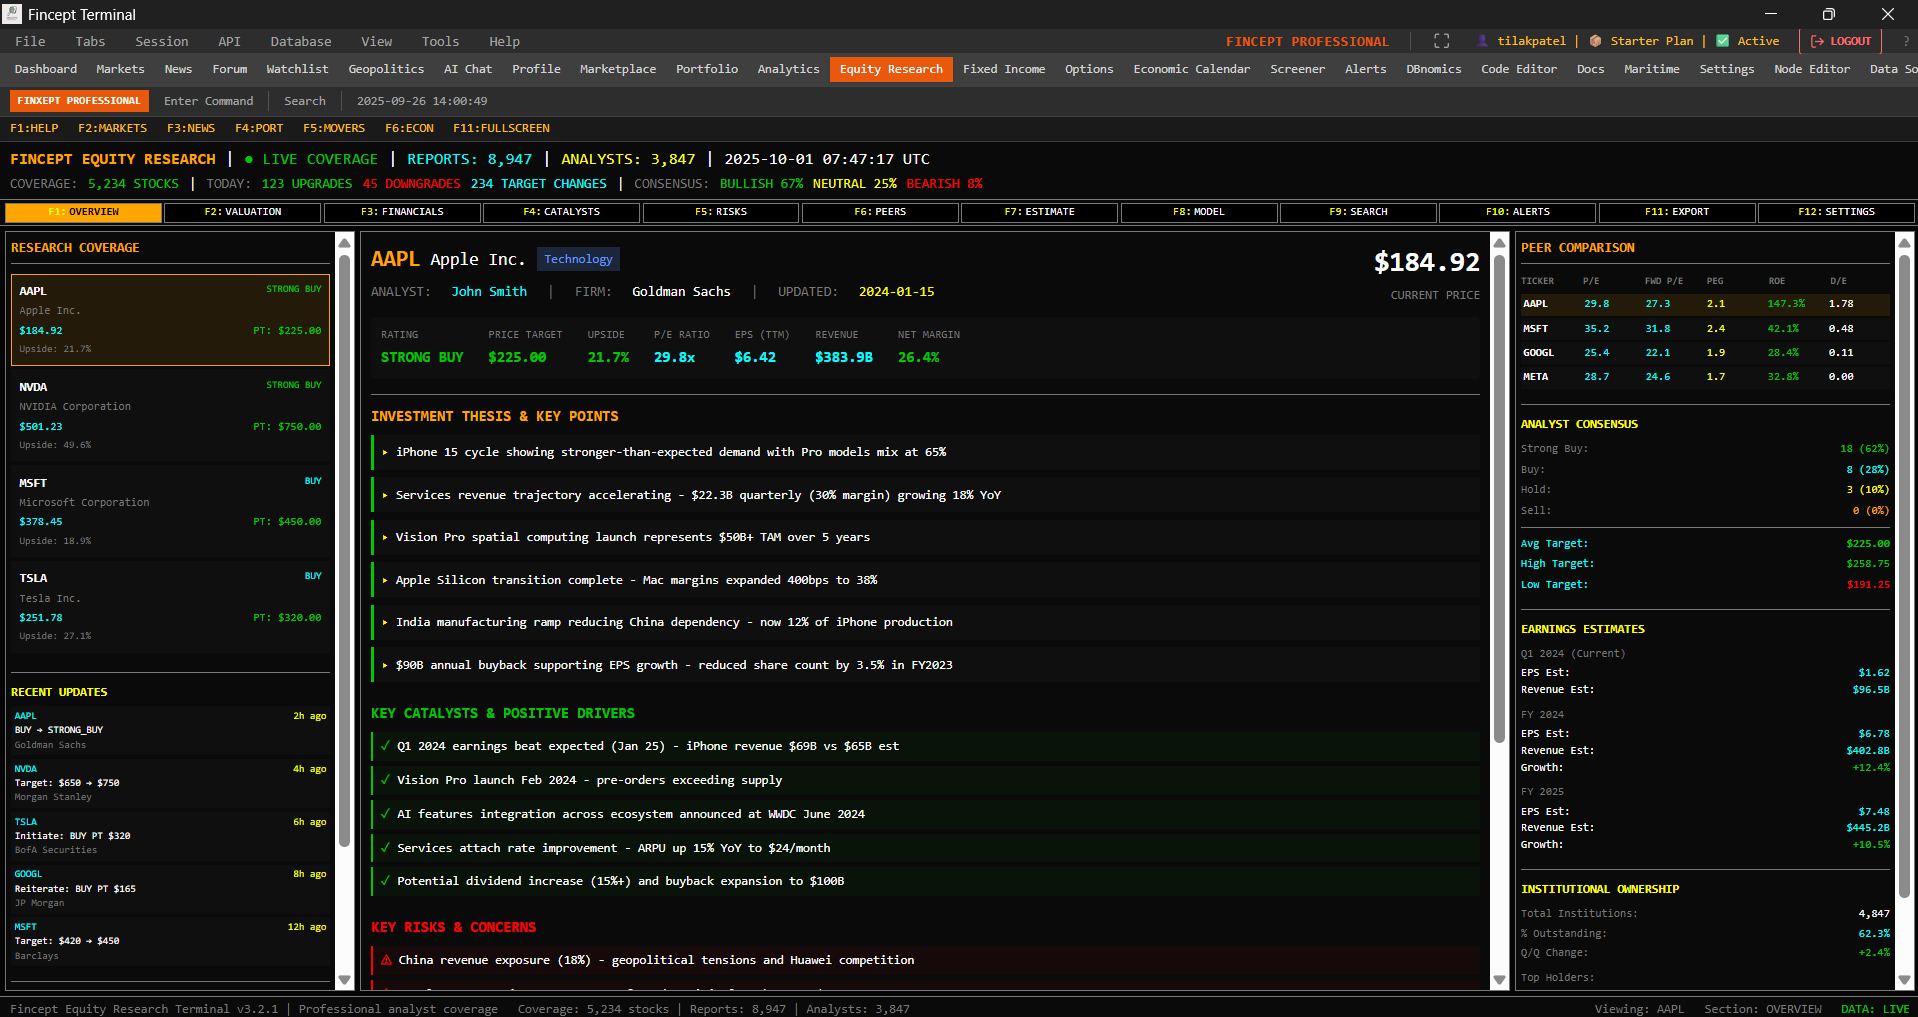 Fincept Terminal
File Tabs Session API Database View Tools Help FINCEPT PROFESSIONAL tilakpatel | Starter Plan | Active LOGOUT ?
Dashboard Markets News Forum Watchlist Geopolitics AI Chat Profile Marketplace Portfolio Analytics Equity Research Fixed Income Options Economic Calendar Screener Alerts DBnomics Code Editor Docs Maritime Settings Node Editor Data So
FINXEPT PROFESSIONAL Enter Command Search 2025-09-26 14:00:49
F1:HELP F2:MARKETS F3:NEWS F4:PORT F5:MOVERS F6:ECON F11:FULLSCREEN
FINCEPT EQUITY RESEARCH | ● LIVE COVERAGE | REPORTS: 8,947 | ANALYSTS: 3,847 | 2025-10-01 07:47:17 UTC
COVERAGE: 5,234 STOCKS | TODAY: 123 UPGRADES 45 DOWNGRADES 234 TARGET CHANGES | CONSENSUS: BULLISH 67% NEUTRAL 25% BEARISH 8%
F1: OVERVIEW F2: VALUATION F3: FINANCIALS F4: CATALYSTS F5: RISKS F6: PEERS F7: ESTIMATE F8: MODEL F9: SEARCH F10: ALERTS F11: EXPORT F12: SETTINGS
RESEARCH COVERAGE
AAPL STRONG BUY
Apple Inc.
$184.92 PT: $225.00
Upside: 21.7%
NVDA STRONG BUY
NVIDIA Corporation
$501.23 PT: $750.00
Upside: 49.6%
MSFT BUY
Microsoft Corporation
$378.45 PT: $450.00
Upside: 18.9%
TSLA BUY
Tesla Inc.
$251.78 PT: $320.00
Upside: 27.1%
RECENT UPDATES
AAPL 2h ago
BUY → STRONG_BUY
Goldman Sachs
NVDA 4h ago
Target: $650 → $750
Morgan Stanley
TSLA 6h ago
Initiate: BUY PT $320
BofA Securities
GOOGL 8h ago
Reiterate: BUY PT $165
JP Morgan
MSFT 12h ago
Target: $420 → $450
Barclays
AAPL Apple Inc. Technology $184.92
ANALYST: John Smith | FIRM: Goldman Sachs | UPDATED: 2024-01-15 CURRENT PRICE
RATING PRICE TARGET UPSIDE P/E RATIO EPS (TTM) REVENUE NET MARGIN
STRONG BUY $225.00 21.7% 29.8x $6.42 $383.9B 26.4%
INVESTMENT THESIS & KEY POINTS
▸ iPhone 15 cycle showing stronger-than-expected demand with Pro models mix at 65%
▸ Services revenue trajectory accelerating - $22.3B quarterly (30% margin) growing 18% YoY
▸ Vision Pro spatial computing launch represents $50B+ TAM over 5 years
▸ Apple Silicon transition complete - Mac margins expanded 400bps to 38%
▸ India manufacturing ramp reducing China dependency - now 12% of iPhone production
▸ $90B annual buyback supporting EPS growth - reduced share count by 3.5% in FY2023
KEY CATALYSTS & POSITIVE DRIVERS
✓ Q1 2024 earnings beat expected (Jan 25) - iPhone revenue $69B vs $65B est
✓ Vision Pro launch Feb 2024 - pre-orders exceeding supply
✓ AI features integration across ecosystem announced at WWDC June 2024
✓ Services attach rate improvement - ARPU up 15% YoY to $24/month
✓ Potential dividend increase (15%+) and buyback expansion to $100B
KEY RISKS & CONCERNS
⚠ China revenue exposure (18%) - geopolitical tensions and Huawei competition
PEER COMPARISON
TICKER P/E FWD P/E PEG ROE D/E
AAPL 29.8 27.3 2.1 147.3% 1.78
MSFT 35.2 31.8 2.4 42.1% 0.48
GOOGL 25.4 22.1 1.9 28.4% 0.11
META 28.7 24.6 1.7 32.8% 0.00
ANALYST CONSENSUS
Strong Buy: 18 (62%)
Buy: 8 (28%)
Hold: 3 (10%)
Sell: 0 (0%)
Avg Target: $225.00
High Target: $258.75
Low Target: $191.25
EARNINGS ESTIMATES
Q1 2024 (Current)
EPS Est: $1.62
Revenue Est: $96.5B
FY 2024
EPS Est: $6.78
Revenue Est: $402.8B
Growth: +12.4%
FY 2025
EPS Est: $7.48
Revenue Est: $445.2B
Growth: +10.5%
INSTITUTIONAL OWNERSHIP
Total Institutions: 4,847
% Outstanding: 62.3%
Q/Q Change: +2.4%
Top Holders:
Fincept Equity Research Terminal v3.2.1 | Professional analyst coverage Coverage: 5,234 stocks | Reports: 8,947 | Analysts: 3,847 Viewing: AAPL Section: OVERVIEW DATA: LIVE